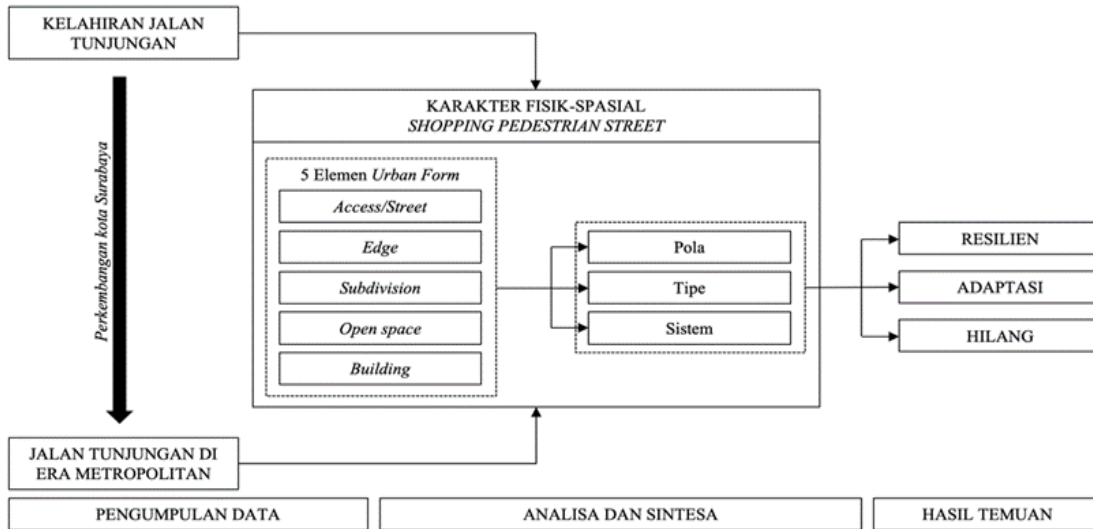 KELAHIRAN JALAN
TUNJUNGAN
Perkembangan kota Surabaya
JALAN TUNJUNGAN DI
ERA METROPOLITAN
KARAKTER FISIK-SPASIAL
SHOPPING PEDESTRIAN STREET
5 Elemen Urban Form
Access/Street
Edge
Subdivision
Open space
Building
Pola
Tipe
Sistem
RESILIEN
ADAPTASI
HILANG
PENGUMPULAN DATA
ANALISA DAN SINTESA
HASIL TEMUAN